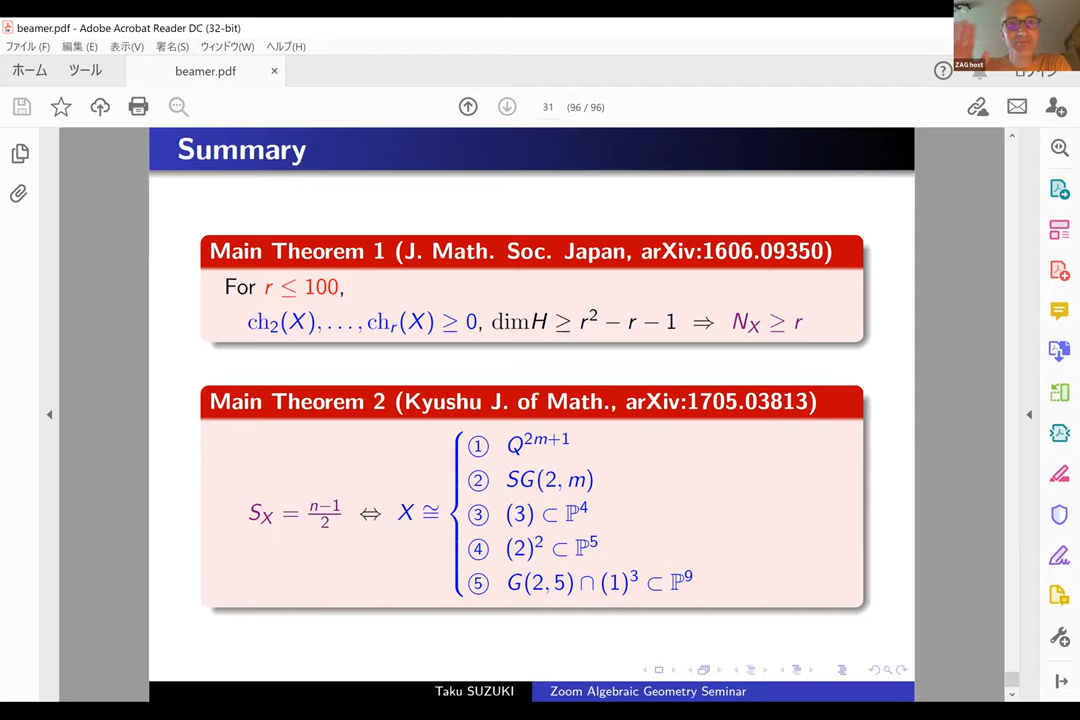 beamer.pdf - Adobe Acrobat Reader DC (32-bit)
ファイル(F) 編集(E) 表示(V) 署名(S) ウィンドウ(W) ヘルプ(H)
ZAG host
ホーム ツール beamer.pdf ×
31 (96 / 96)
Summary
Main Theorem 1 (J. Math. Soc. Japan, arXiv:1606.09350)
For r ≤ 100,
ch₂(X), . . . , chᵣ(X) ≥ 0, dim H ≥ r² − r − 1 ⇒ N_X ≥ r
Main Theorem 2 (Kyushu J. of Math., arXiv:1705.03813)
S_X = (n−1)/2 ⇔ X ≅
① Q^{2m+1}
② SG(2, m)
③ (3) ⊂ ℙ⁴
④ (2)² ⊂ ℙ⁵
⑤ G(2, 5) ∩ (1)³ ⊂ ℙ⁹
Taku SUZUKI Zoom Algebraic Geometry Seminar